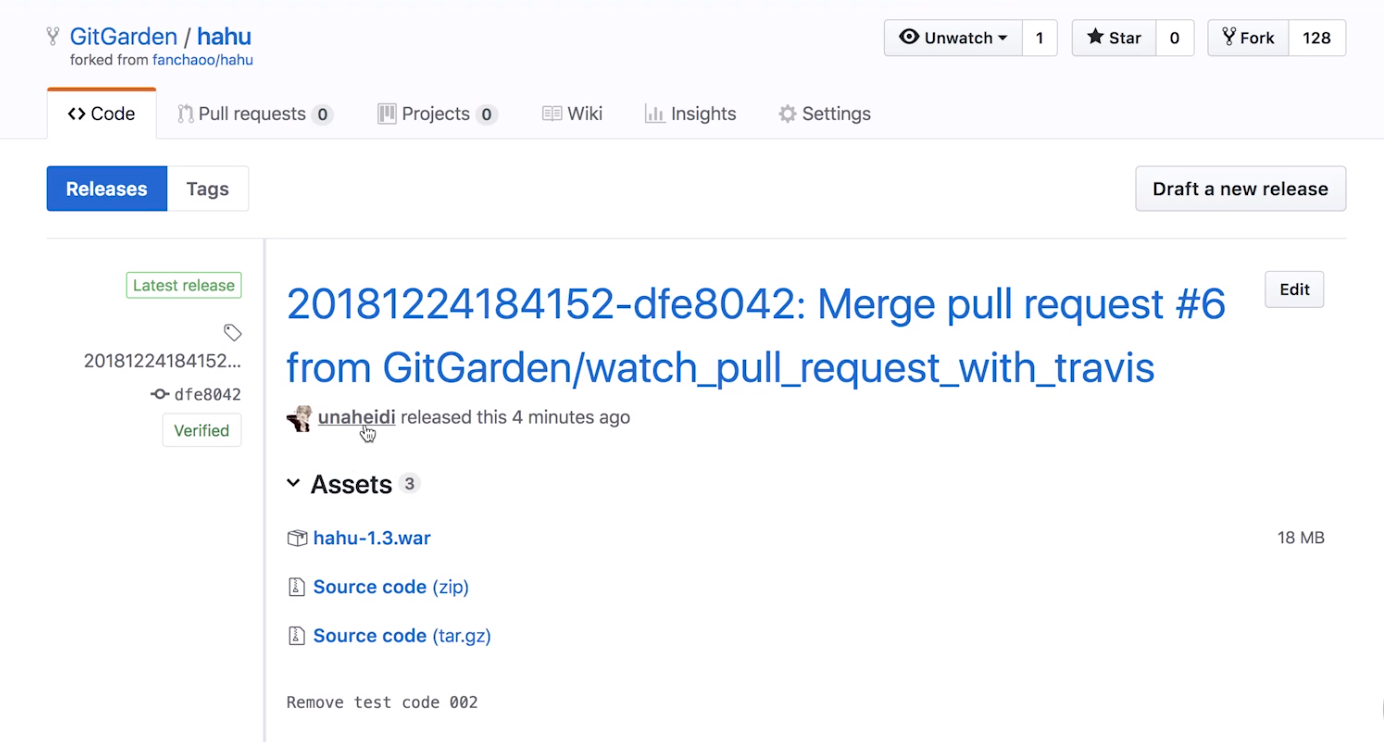 GitGarden / hahu
forked from fanchaoo/hahu
Unwatch 1 Star 0 Fork 128
Code Pull requests 0 Projects 0 Wiki Insights Settings
Releases Tags Draft a new release
Latest release
20181224184152...
dfe8042
Verified
20181224184152-dfe8042: Merge pull request #6
from GitGarden/watch_pull_request_with_travis
Edit
unaheidi released this 4 minutes ago
Assets 3
hahu-1.3.war 18 MB
Source code (zip)
Source code (tar.gz)
Remove test code 002